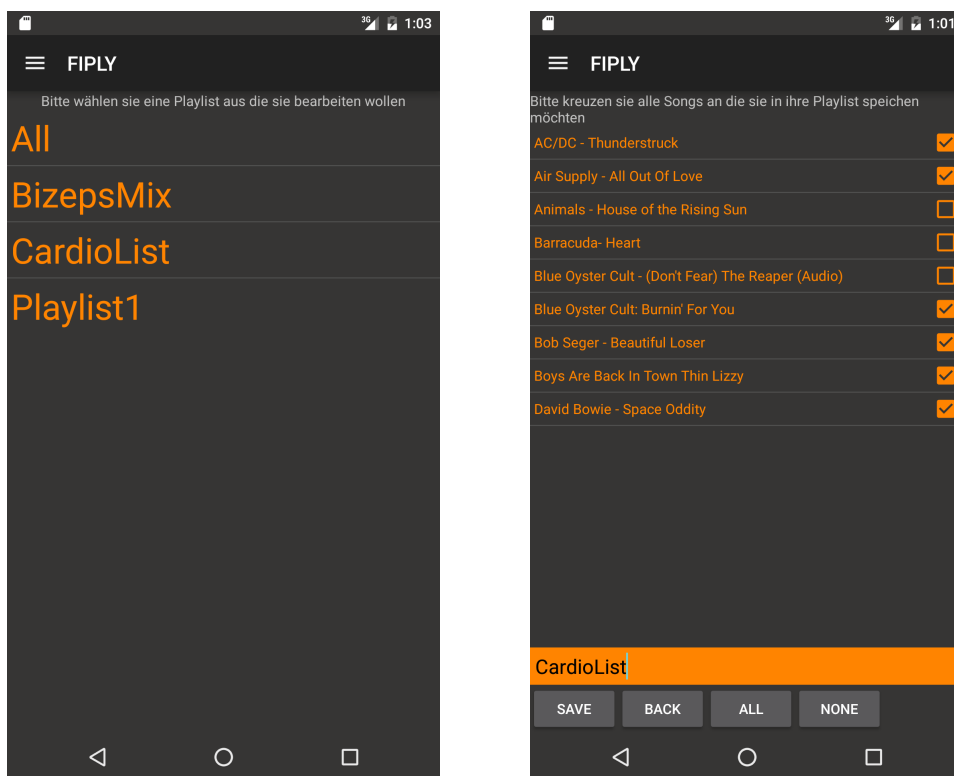 3G 1:03
FIPLY
Bitte wählen sie eine Playlist aus die sie bearbeiten wollen
All
BizepsMix
CardioList
Playlist1
3G 1:01
FIPLY
Bitte kreuzen sie alle Songs an die sie in ihre Playlist speichen
möchten
AC/DC - Thunderstruck
Air Supply - All Out Of Love
Animals - House of the Rising Sun
Barracuda- Heart
Blue Oyster Cult - (Don't Fear) The Reaper (Audio)
Blue Oyster Cult: Burnin' For You
Bob Seger - Beautiful Loser
Boys Are Back In Town Thin Lizzy
David Bowie - Space Oddity
CardioList
SAVE BACK ALL NONE